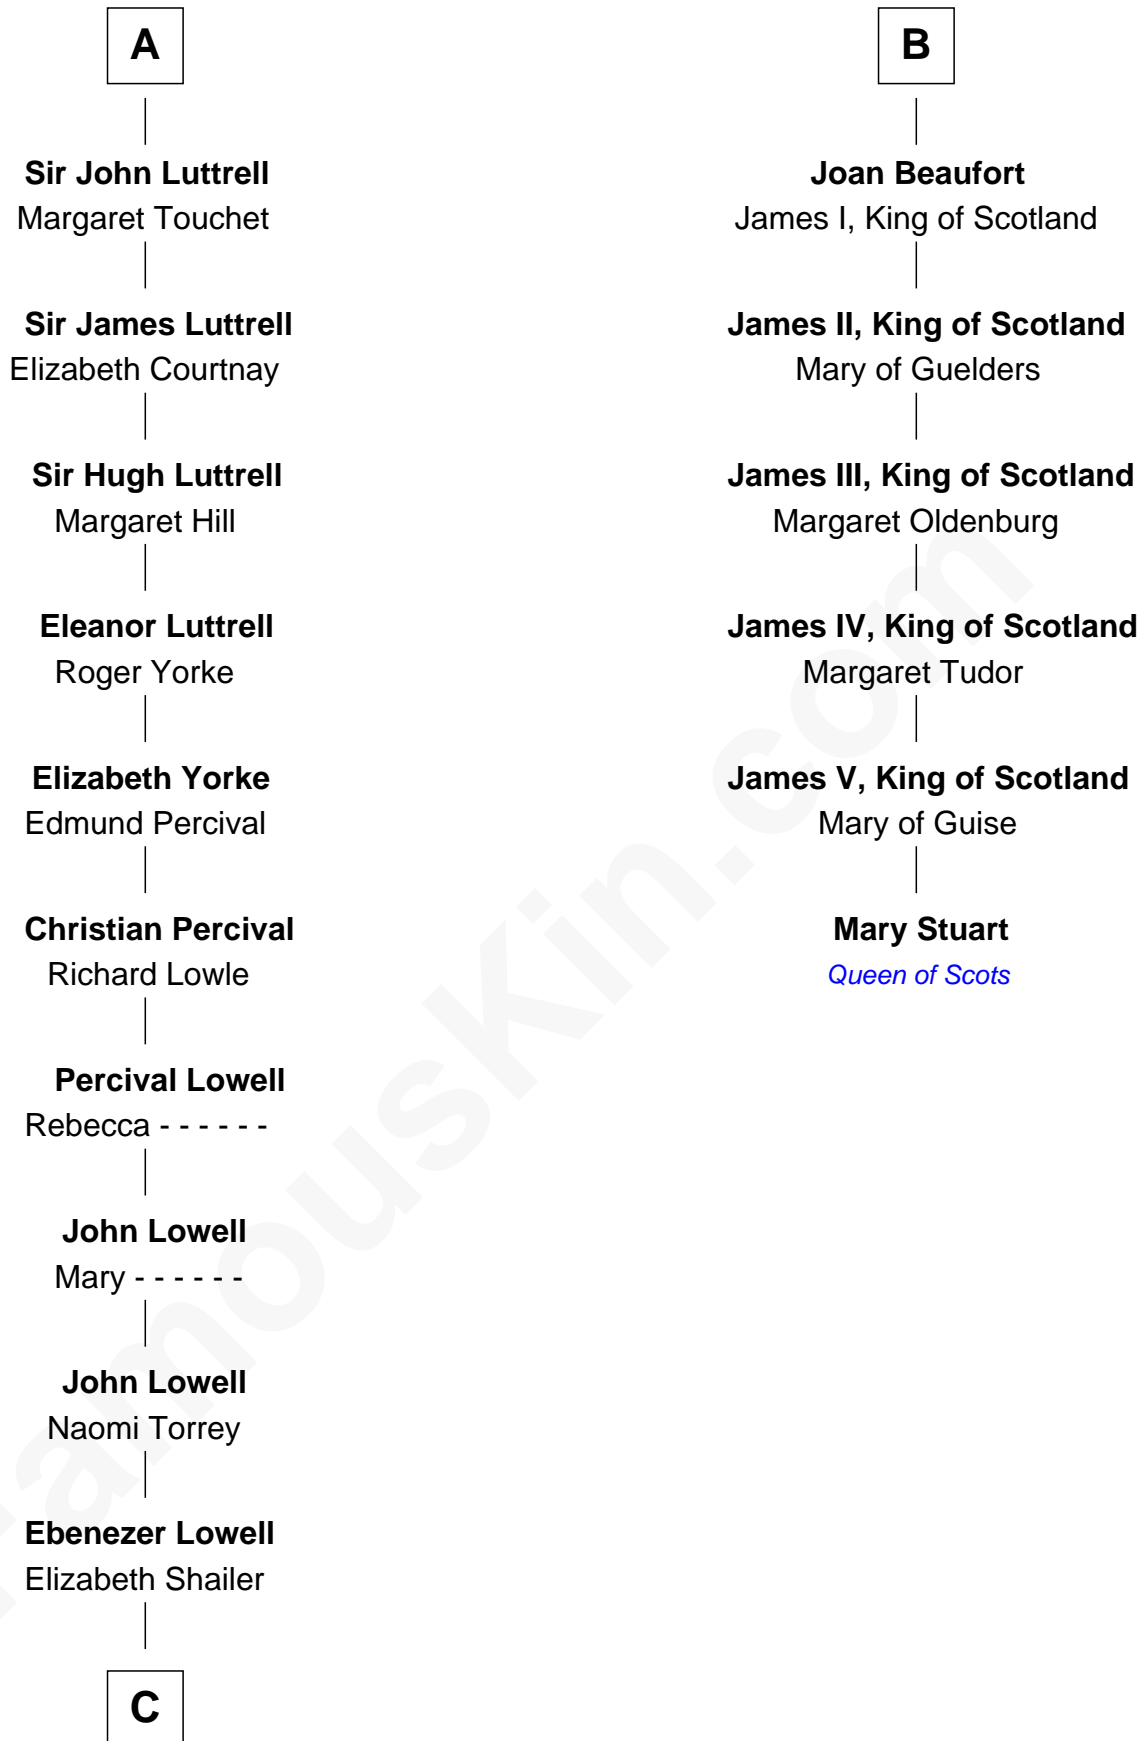 A
Sir John Luttrell
Margaret Touchet
Sir James Luttrell
Elizabeth Courtnay
Sir Hugh Luttrell
Margaret Hill
Eleanor Luttrell
Roger Yorke
Elizabeth Yorke
Edmund Percival
Christian Percival
Richard Lowle
Percival Lowell
Rebecca - - - - - -
John Lowell
Mary - - - - - -
John Lowell
Naomi Torrey
Ebenezer Lowell
Elizabeth Shailer
C
B
Joan Beaufort
James I, King of Scotland
James II, King of Scotland
Mary of Guelders
James III, King of Scotland
Margaret Oldenburg
James IV, King of Scotland
Margaret Tudor
James V, King of Scotland
Mary of Guise
Mary Stuart
Queen of Scots
FamousKin.com